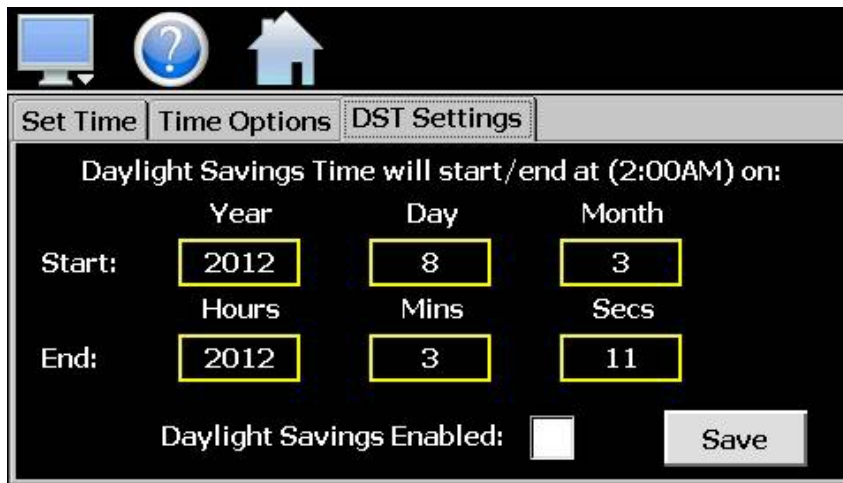 ?
Set Time Time Options DST Settings
Daylight Savings Time will start/end at (2:00AM) on:
Year Day Month
Start: 2012 8 3
Hours Mins Secs
End: 2012 3 11
Daylight Savings Enabled: Save